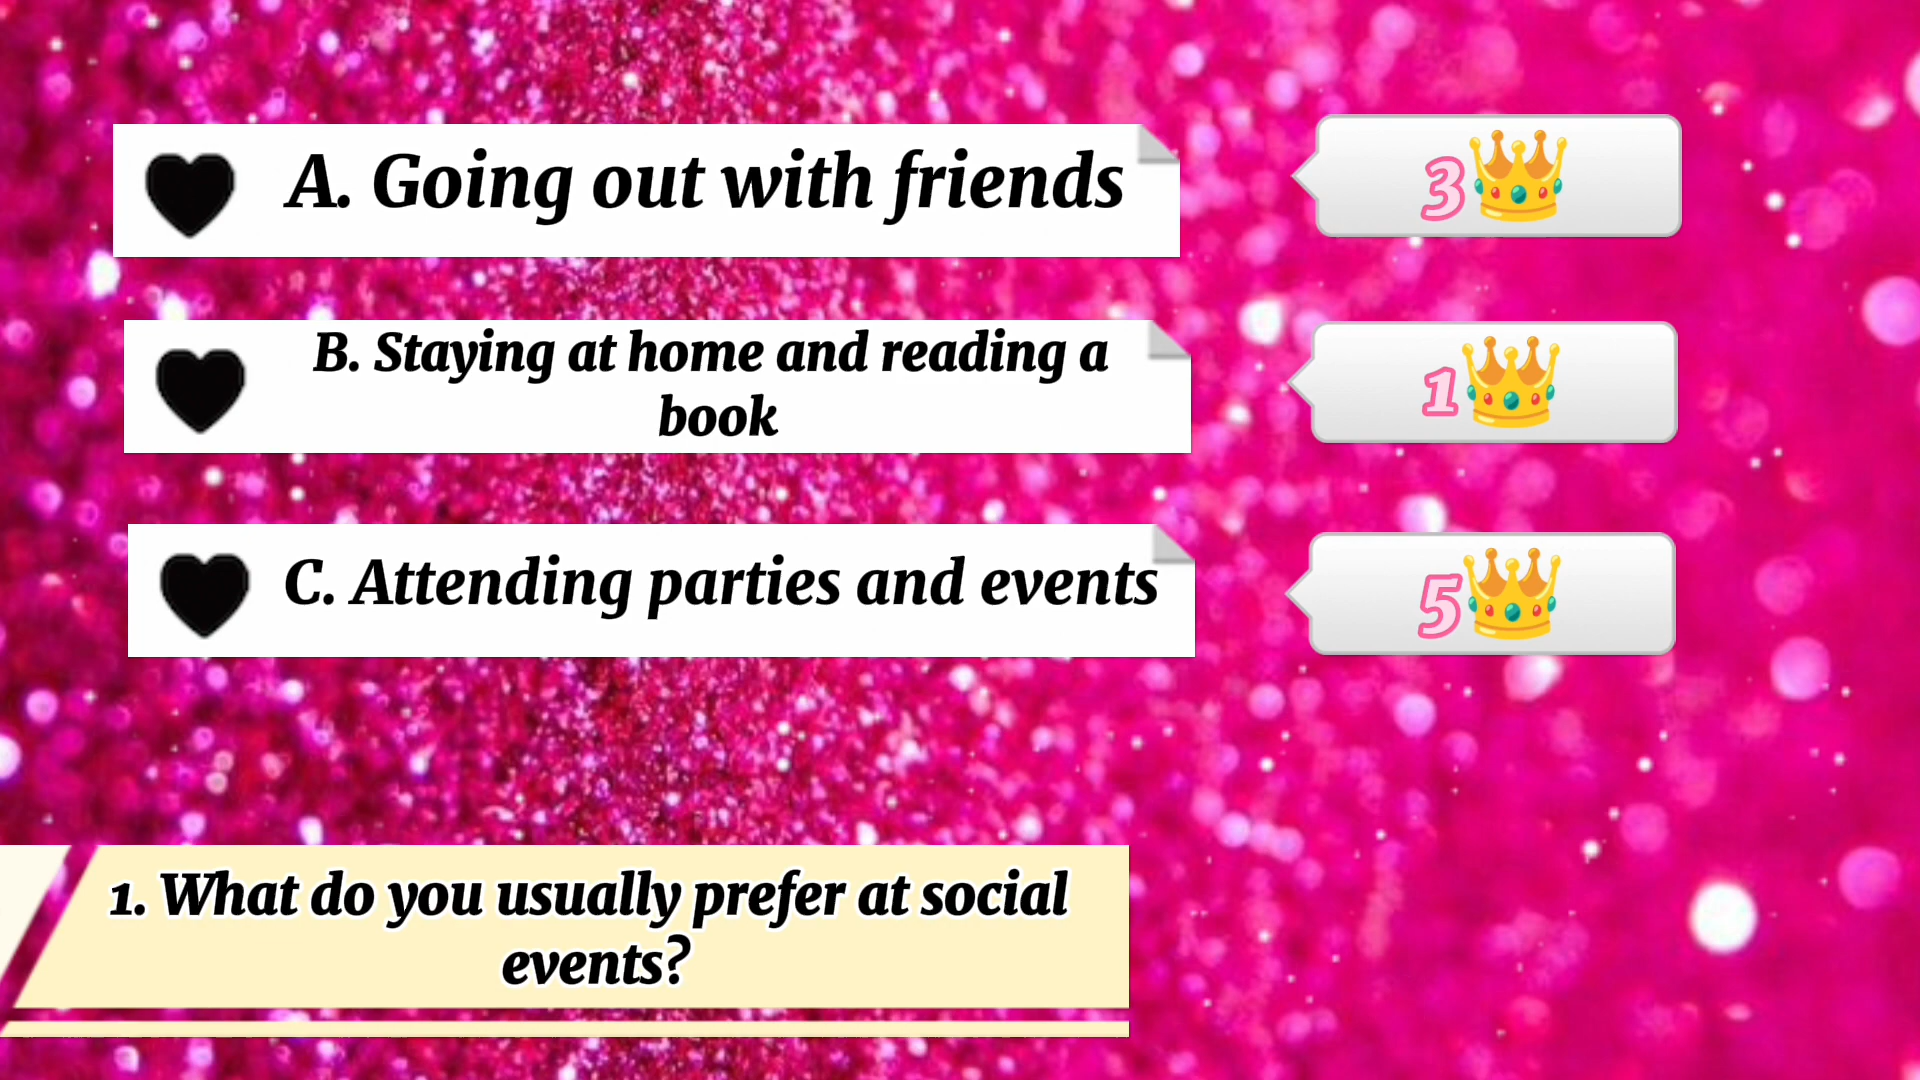 A. Going out with friends
3
B. Staying at home and reading a
book
1
C. Attending parties and events
5
1. What do you usually prefer at social
events?